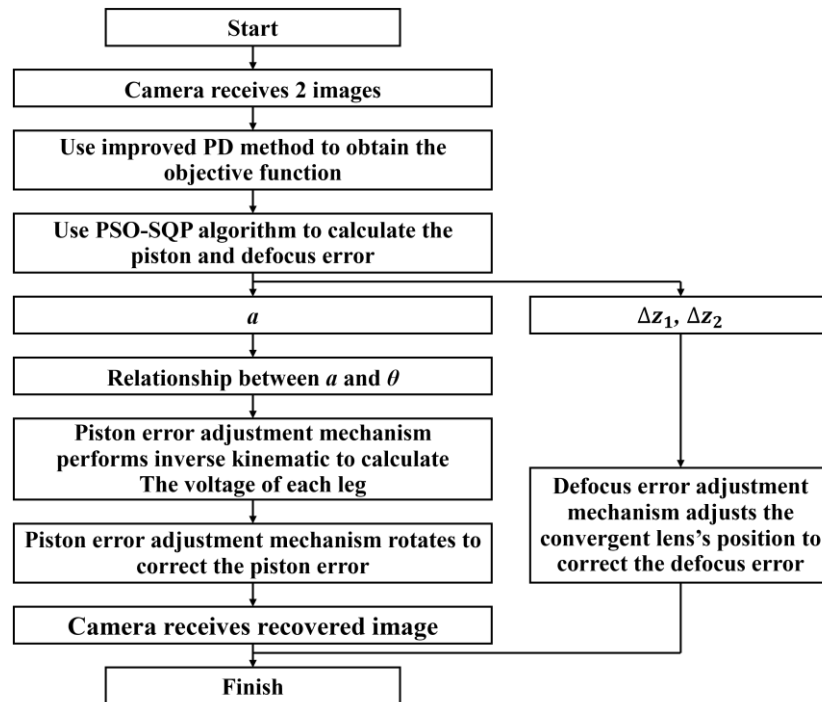 Start
Camera receives 2 images
Use improved PD method to obtain the
objective function
Use PSO-SQP algorithm to calculate the
piston and defocus error
a
Δz₁, Δz₂
Relationship between a and θ
Piston error adjustment mechanism
performs inverse kinematic to calculate
The voltage of each leg
Defocus error adjustment
mechanism adjusts the
convergent lens's position to
correct the defocus error
Piston error adjustment mechanism rotates to
correct the piston error
Camera receives recovered image
Finish